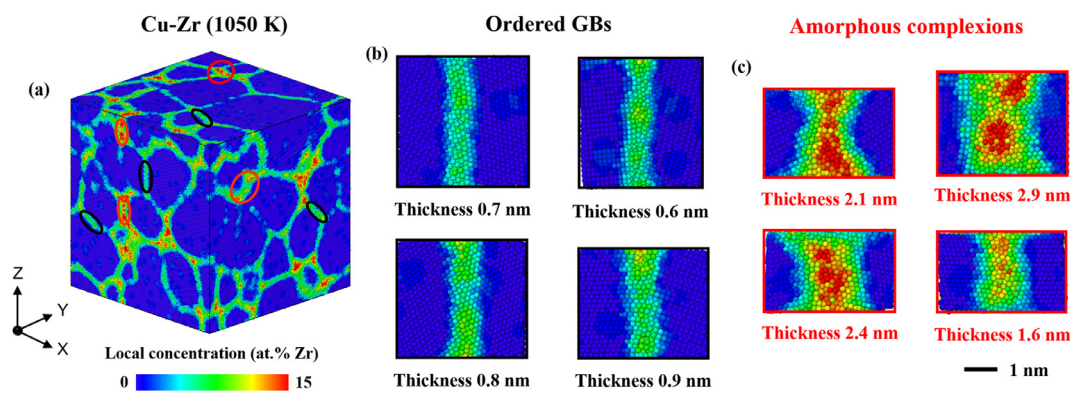 Cu-Zr (1050 K)
Ordered GBs
Amorphous complexions
(a)
(b)
(c)
Thickness 0.7 nm
Thickness 0.6 nm
Thickness 2.1 nm
Thickness 2.9 nm
Z
Y
X
Local concentration (at.% Zr)
0
15
Thickness 0.8 nm
Thickness 0.9 nm
Thickness 2.4 nm
Thickness 1.6 nm
1 nm